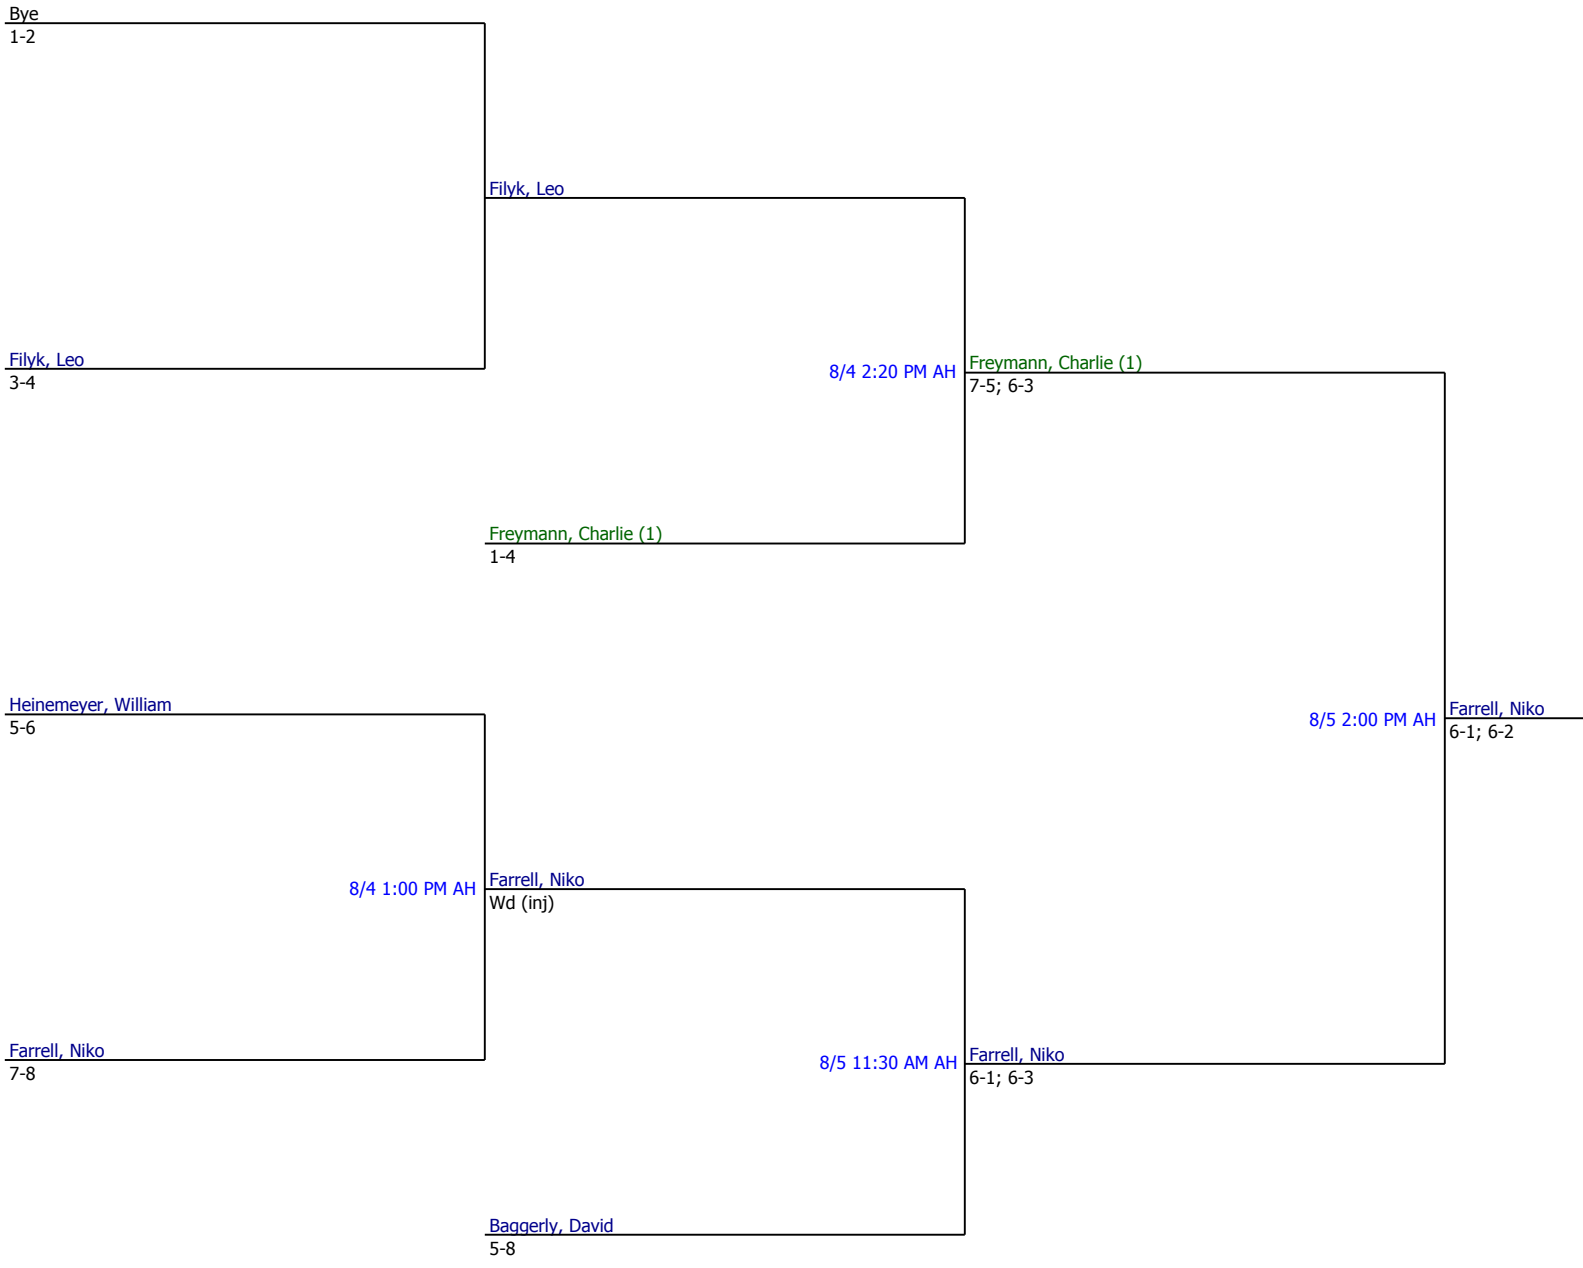 Bye
1-2
Filyk, Leo
Filyk, Leo
3-4
8/4 2:20 PM AH
Freymann, Charlie (1)
7-5; 6-3
Freymann, Charlie (1)
1-4
Heinemeyer, William
5-6
8/5 2:00 PM AH
Farrell, Niko
6-1; 6-2
8/4 1:00 PM AH
Farrell, Niko
Wd (inj)
Farrell, Niko
7-8
8/5 11:30 AM AH
Farrell, Niko
6-1; 6-3
Baggerly, David
5-8